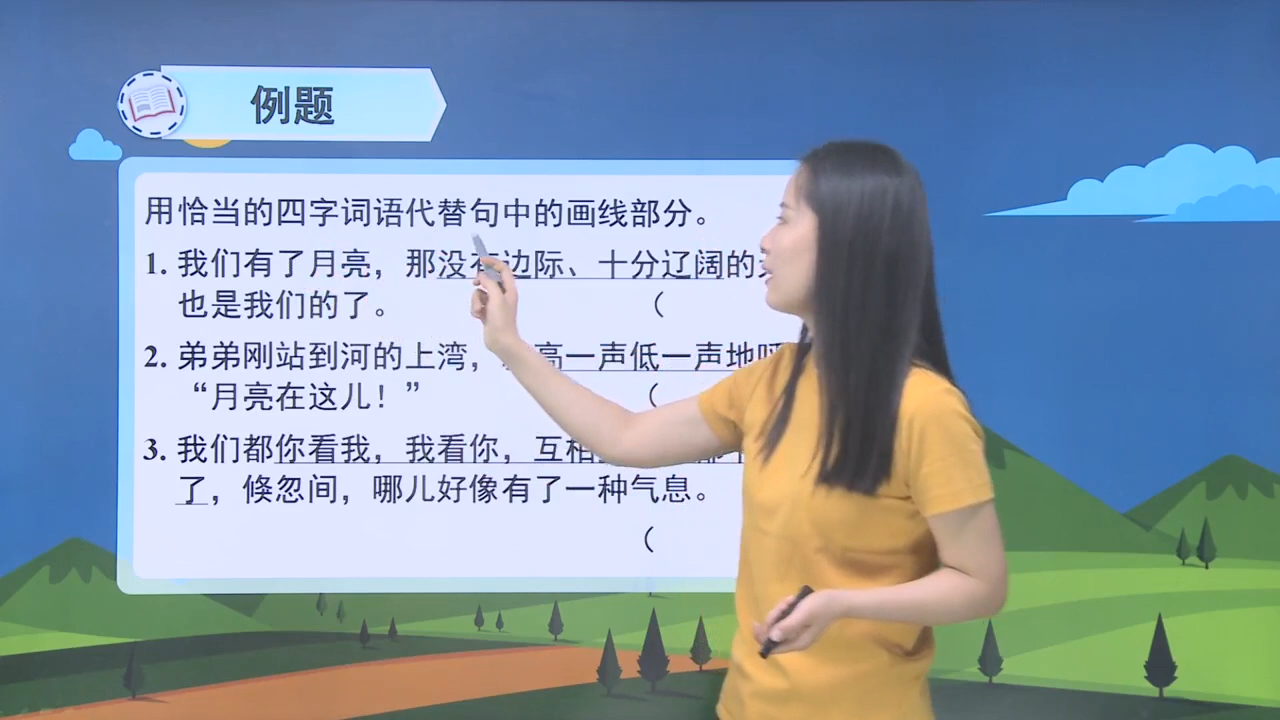 例题
用恰当的四字词语代替句中的画线部分。
1. 我们有了月亮，那没有边际、十分辽阔的
也是我们的了。 （
2. 弟弟刚站到河的上湾， 高一声低一声地呼
“月亮在这儿！” （
3. 我们都你看我，我看你，互相
了，倏忽间，哪儿好像有了一种气息。
（